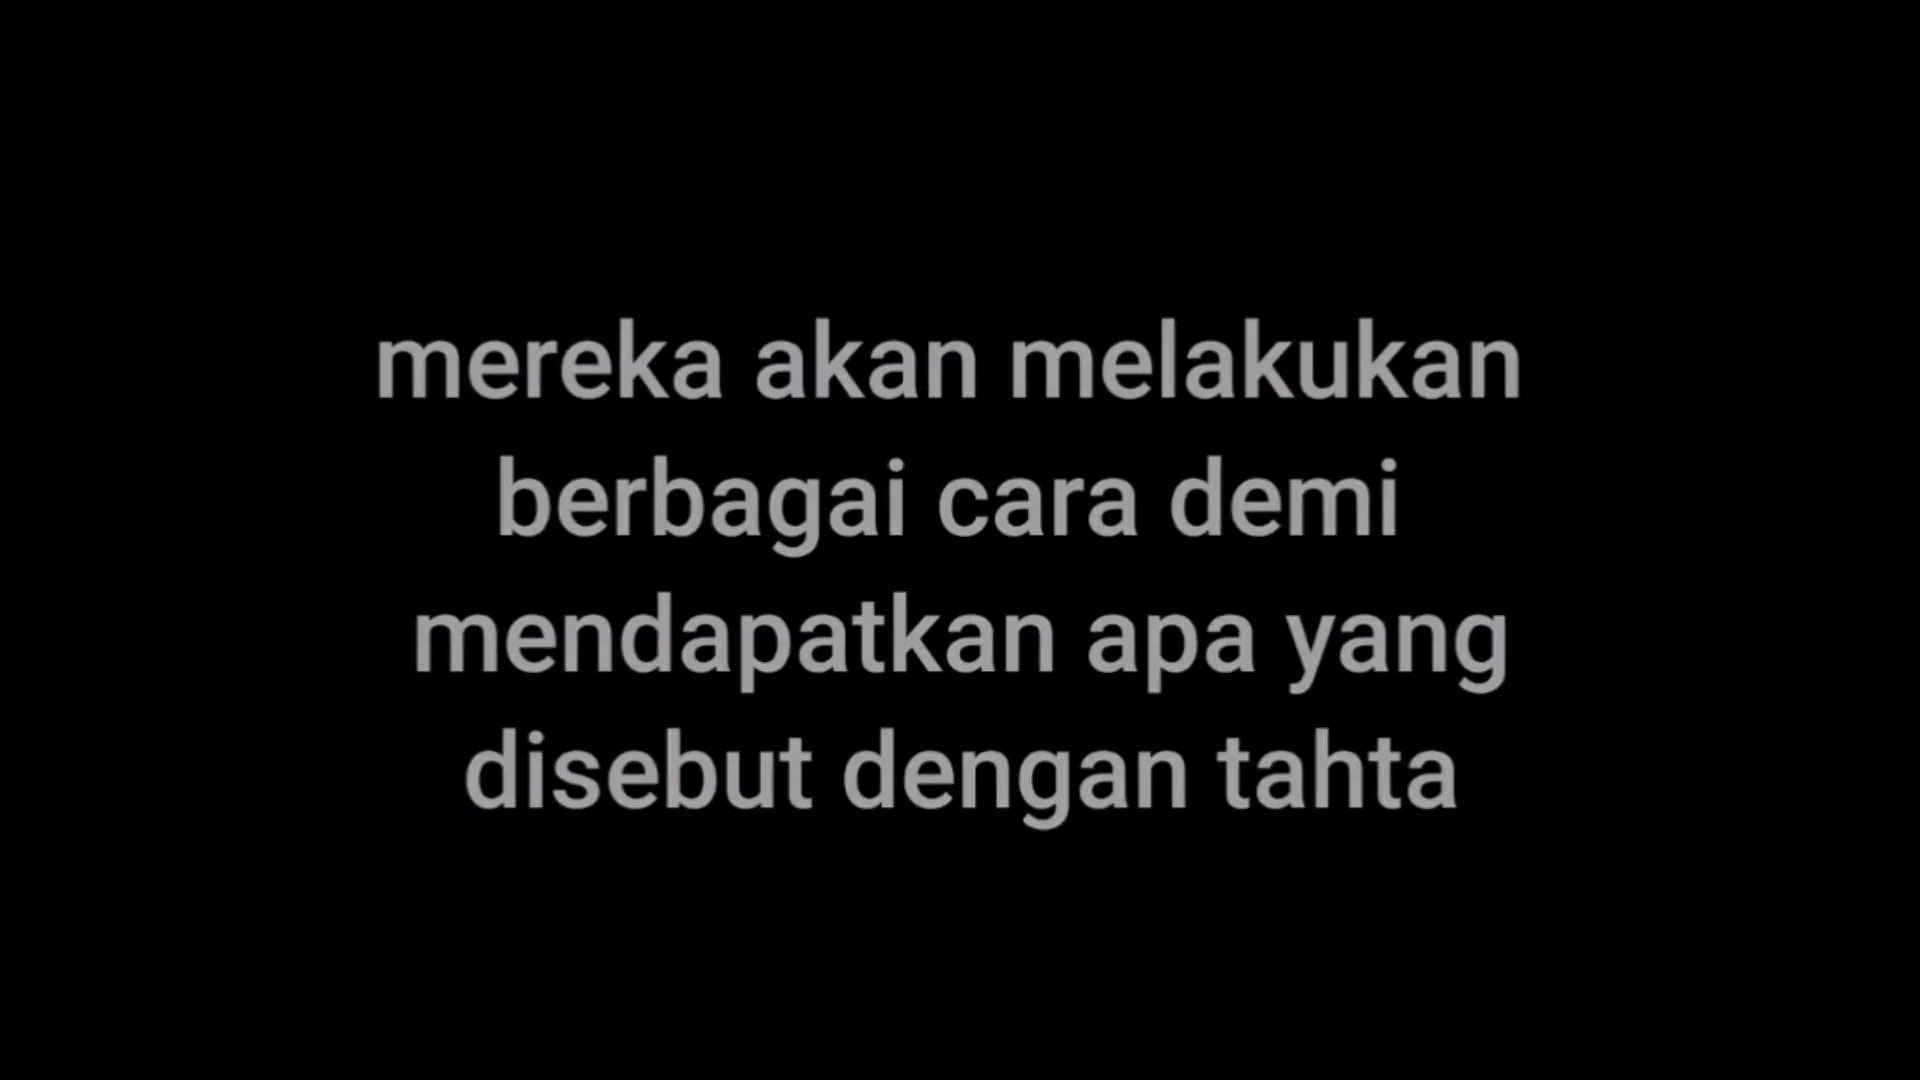 mereka akan melakukan
berbagai cara demi
mendapatkan apa yang
disebut dengan tahta